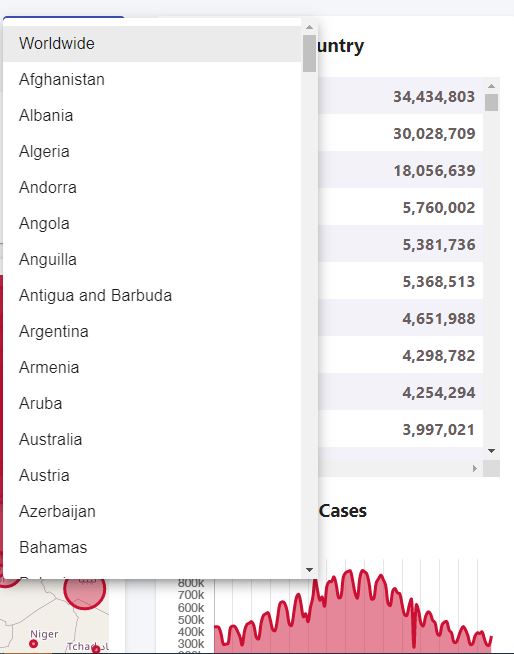 Worldwide
Afghanistan
Albania
Algeria
Andorra
Angola
Anguilla
Antigua and Barbuda
Argentina
Armenia
Aruba
Australia
Austria
Azerbaijan
Bahamas
untry
34,434,803
30,028,709
18,056,639
5,760,002
5,381,736
5,368,513
4,651,988
4,298,782
4,254,294
3,997,021
Cases
800k
700k
600k
500k
400k
300k
Niger